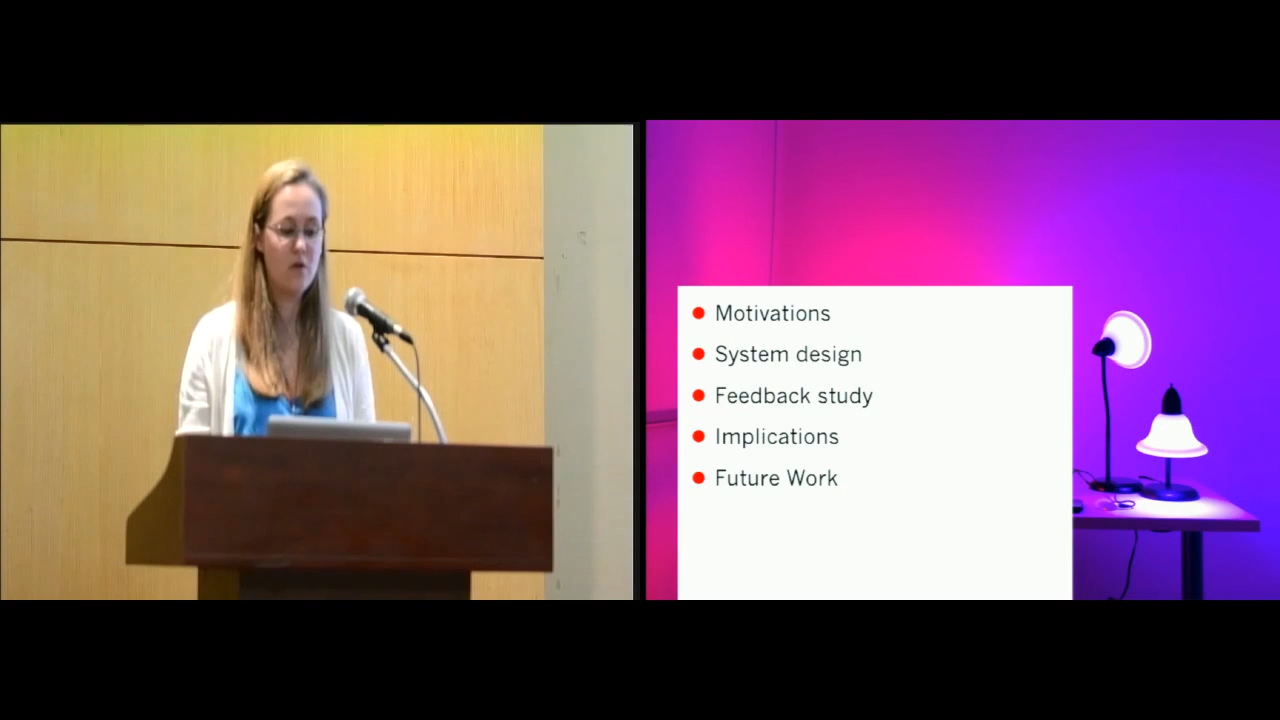 Motivations
System design
Feedback study
Implications
Future Work